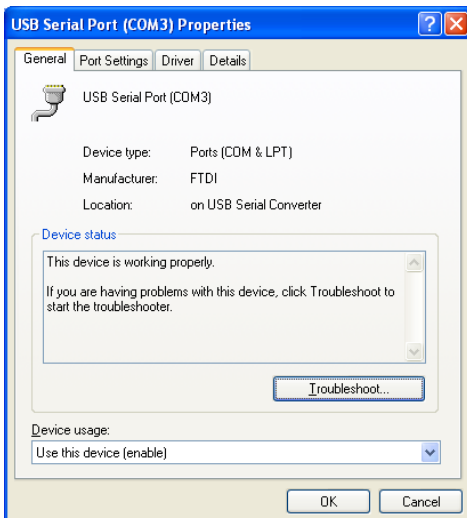 USB Serial Port (COM3) Properties
General Port Settings Driver Details
USB Serial Port (COM3)
Device type: Ports (COM & LPT)
Manufacturer: FTDI
Location: on USB Serial Converter
Device status
This device is working properly.
If you are having problems with this device, click Troubleshoot to
start the troubleshooter.
Troubleshoot...
Device usage:
Use this device (enable)
OK Cancel